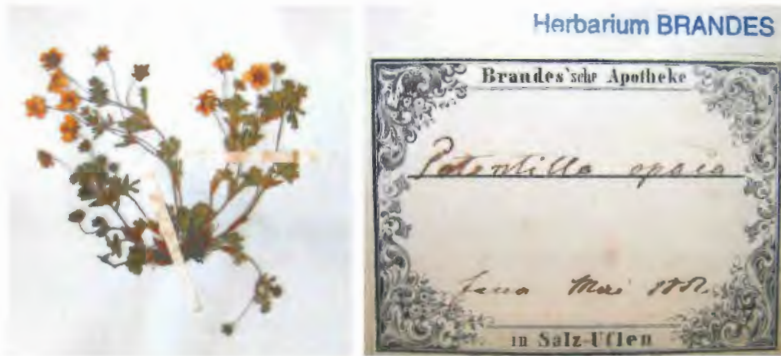 Herbarium BRANDES
Brandes'sche Apotheke
Potentilla opaca
Jena Mai
in Salz-Uflen